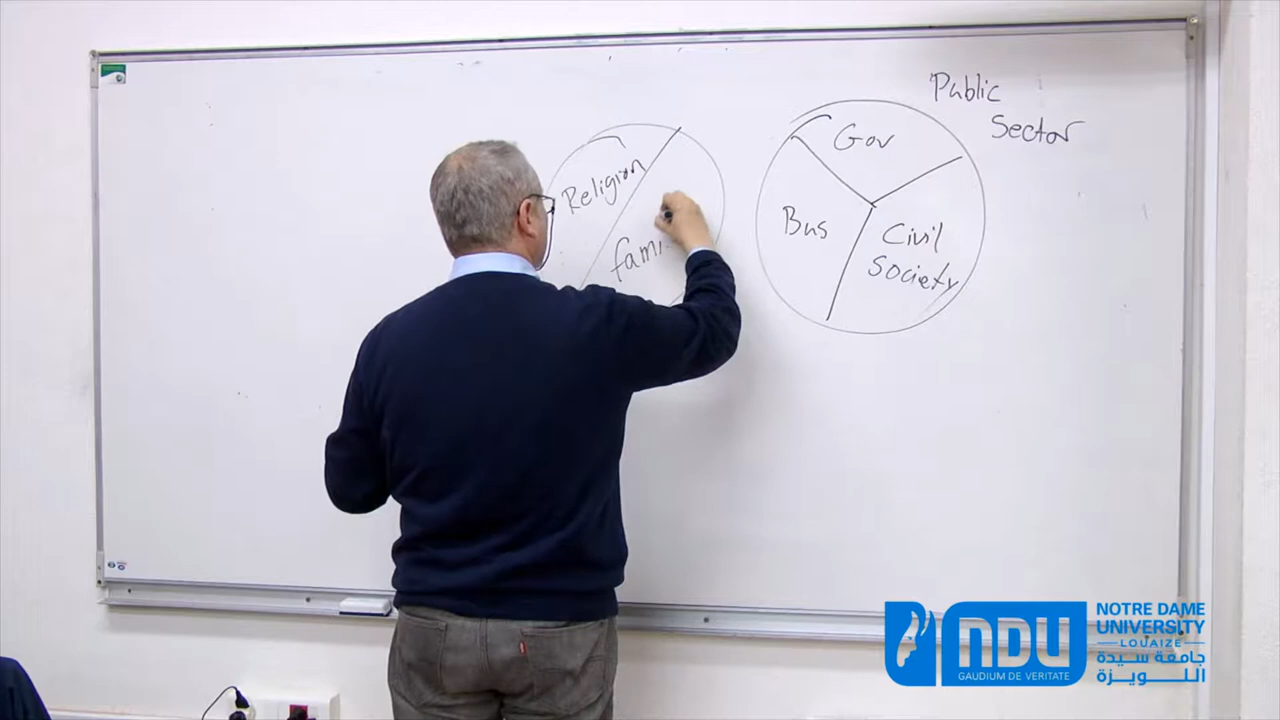 Public
Sector
Religion
fami
Gov
Bus
Civil
Society
NDU
GAUDIUM DE VERITATE
NOTRE DAME
UNIVERSITY
LOUAIZE
جامعة سيدة
اللويزة